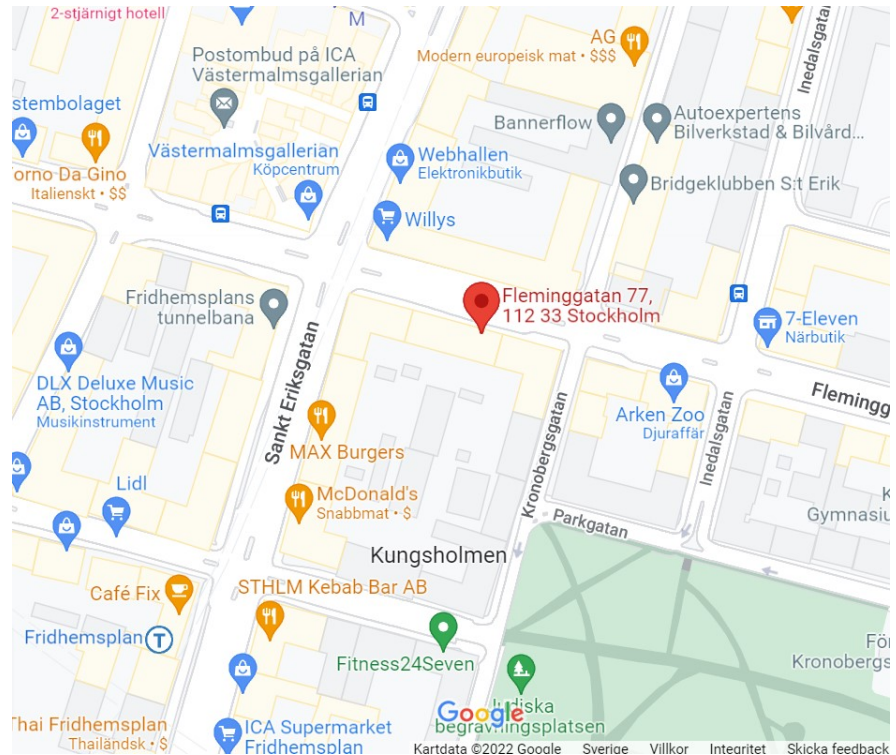 2-stjärnigt hotell
M
AG
Modern europeisk mat • $$$
Inedalsgatan
Postombud på ICA
Västermalmsgallerian
stembolaget
Bannerflow
Autoexpertens
Bilverkstad & Bilvård...
Västermalmsgallerian
Köpcentrum
Webhallen
Elektronikbutik
orno Da Gino
Italienskt • $$
Bridgeklubben S:t Erik
Willys
Fridhemsplans
tunnelbana
Fleminggatan 77,
112 33 Stockholm
7-Eleven
Närbutik
DLX Deluxe Music
AB, Stockholm
Musikinstrument
Sankt Eriksgatan
Arken Zoo
Djuraffär
Flemingg
MAX Burgers
Kronobergsgatan
Inedalsgatan
Lidl
McDonald's
Snabbmat • $
Parkgatan
K
Gymnasiu
Kungsholmen
Café Fix
STHLM Kebab Bar AB
Fridhemsplan T
Fitness24Seven
För
Kronobergs
Judiska
begravningsplatsen
Google
Thai Fridhemsplan
Thailändsk • $
ICA Supermarket
Fridhemsplan
Kartdata ©2022 Google Sverige Villkor Integritet Skicka feedback